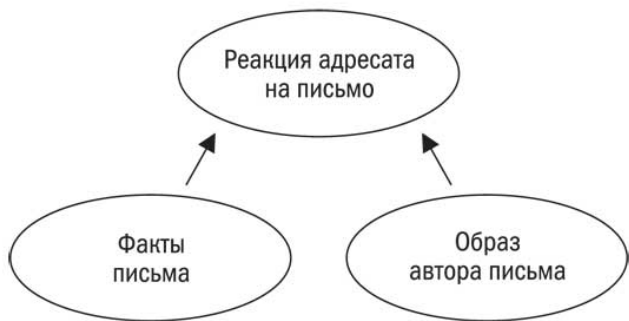 Реакция адресата
на письмо
Факты
письма
Образ
автора письма